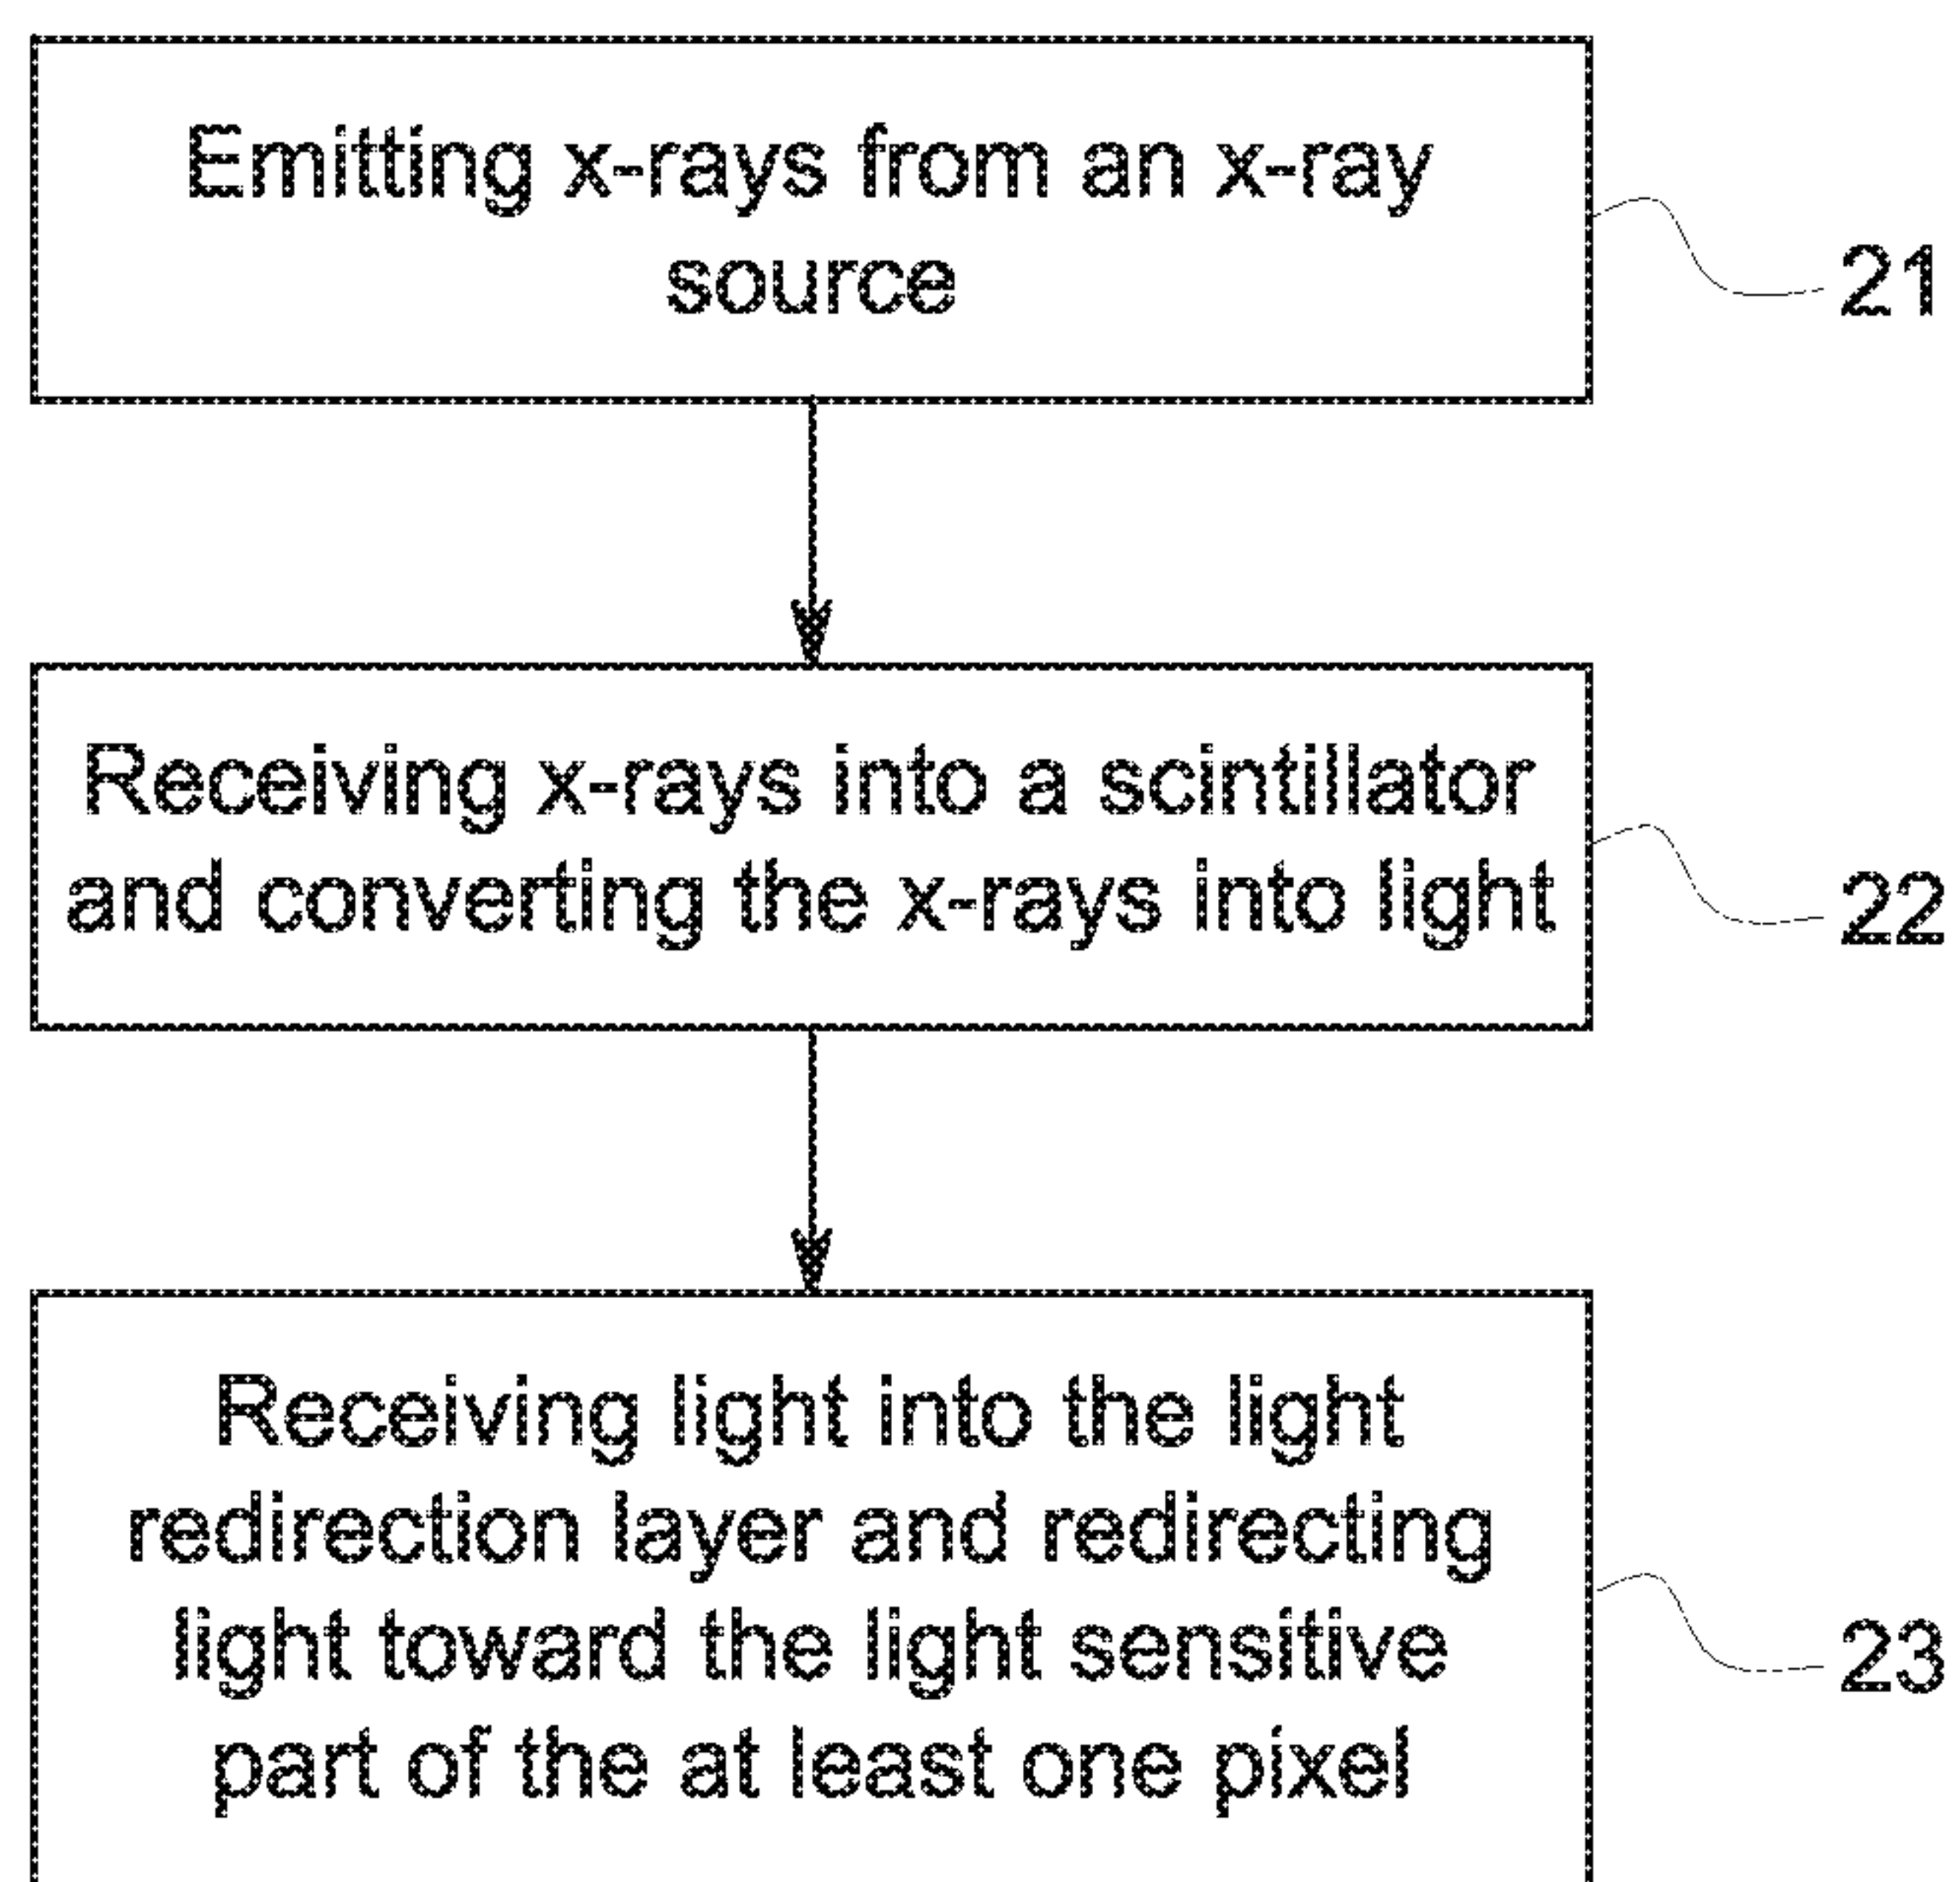 Emitting x-rays from an x-ray
source
21
Receiving x-rays into a scintillator
and converting the x-rays into light
22
Receiving light into the light
redirection layer and redirecting
light toward the light sensitive
part of the at least one pixel
23